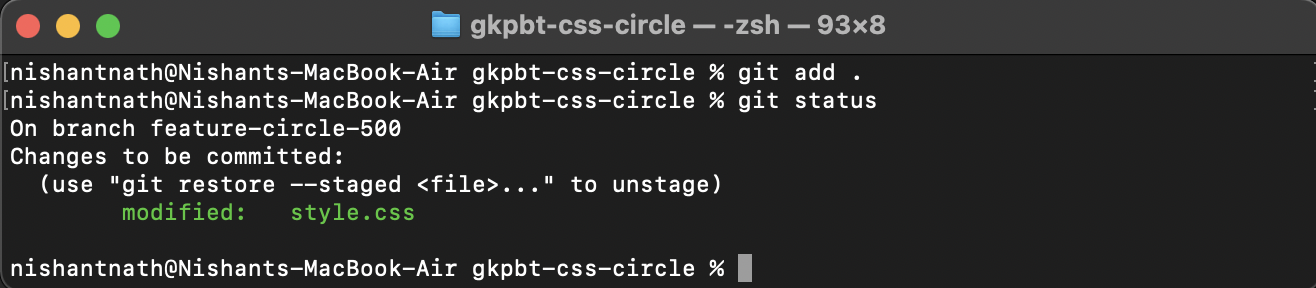 gkpbt-css-circle — -zsh — 93×8
[nishantnath@Nishants-MacBook-Air gkpbt-css-circle % git add .
[nishantnath@Nishants-MacBook-Air gkpbt-css-circle % git status
On branch feature-circle-500
Changes to be committed:
  (use "git restore --staged <file>..." to unstage)
        modified:   style.css

nishantnath@Nishants-MacBook-Air gkpbt-css-circle %